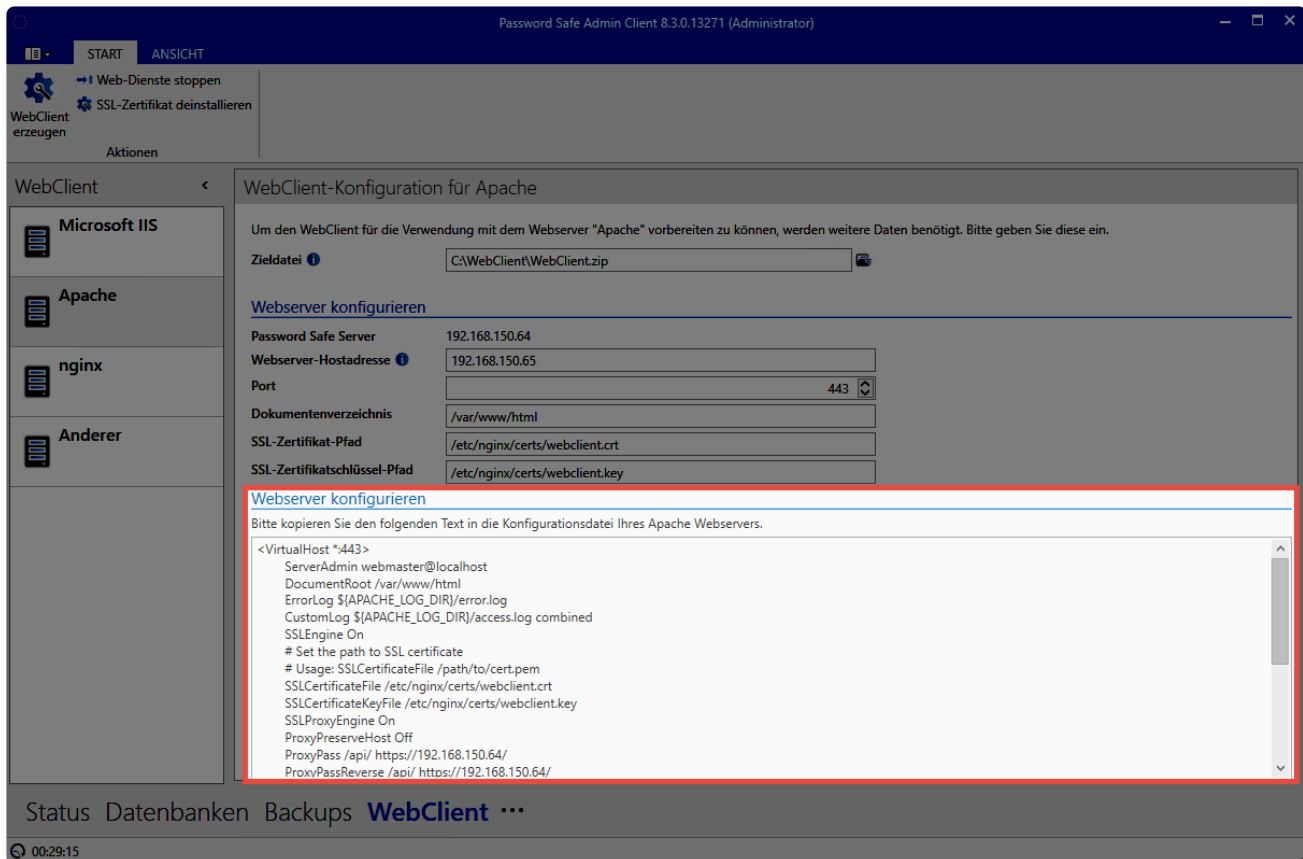 Password Safe Admin Client 8.3.0.13271 (Administrator)
START ANSICHT
WebClient erzeugen
Web-Dienste stoppen
SSL-Zertifikat deinstallieren
Aktionen
WebClient
Microsoft IIS
Apache
nginx
Anderer
WebClient-Konfiguration für Apache
Um den WebClient für die Verwendung mit dem Webserver "Apache" vorbereiten zu können, werden weitere Daten benötigt. Bitte geben Sie diese ein.
Zieldatei C:\WebClient\WebClient.zip
Webserver konfigurieren
Password Safe Server 192.168.150.64
Webserver-Hostadresse 192.168.150.65
Port 443
Dokumentenverzeichnis /var/www/html
SSL-Zertifikat-Pfad /etc/nginx/certs/webclient.crt
SSL-Zertifikatschlüssel-Pfad /etc/nginx/certs/webclient.key
Webserver konfigurieren
Bitte kopieren Sie den folgenden Text in die Konfigurationsdatei Ihres Apache Webservers.
<VirtualHost *:443>
ServerAdmin webmaster@localhost
DocumentRoot /var/www/html
ErrorLog ${APACHE_LOG_DIR}/error.log
CustomLog ${APACHE_LOG_DIR}/access.log combined
SSLEngine On
# Set the path to SSL certificate
# Usage: SSLCertificateFile /path/to/cert.pem
SSLCertificateFile /etc/nginx/certs/webclient.crt
SSLCertificateKeyFile /etc/nginx/certs/webclient.key
SSLProxyEngine On
ProxyPreserveHost Off
ProxyPass /api/ https://192.168.150.64/
ProxyPassReverse /api/ https://192.168.150.64/
Status Datenbanken Backups WebClient ···
00:29:15